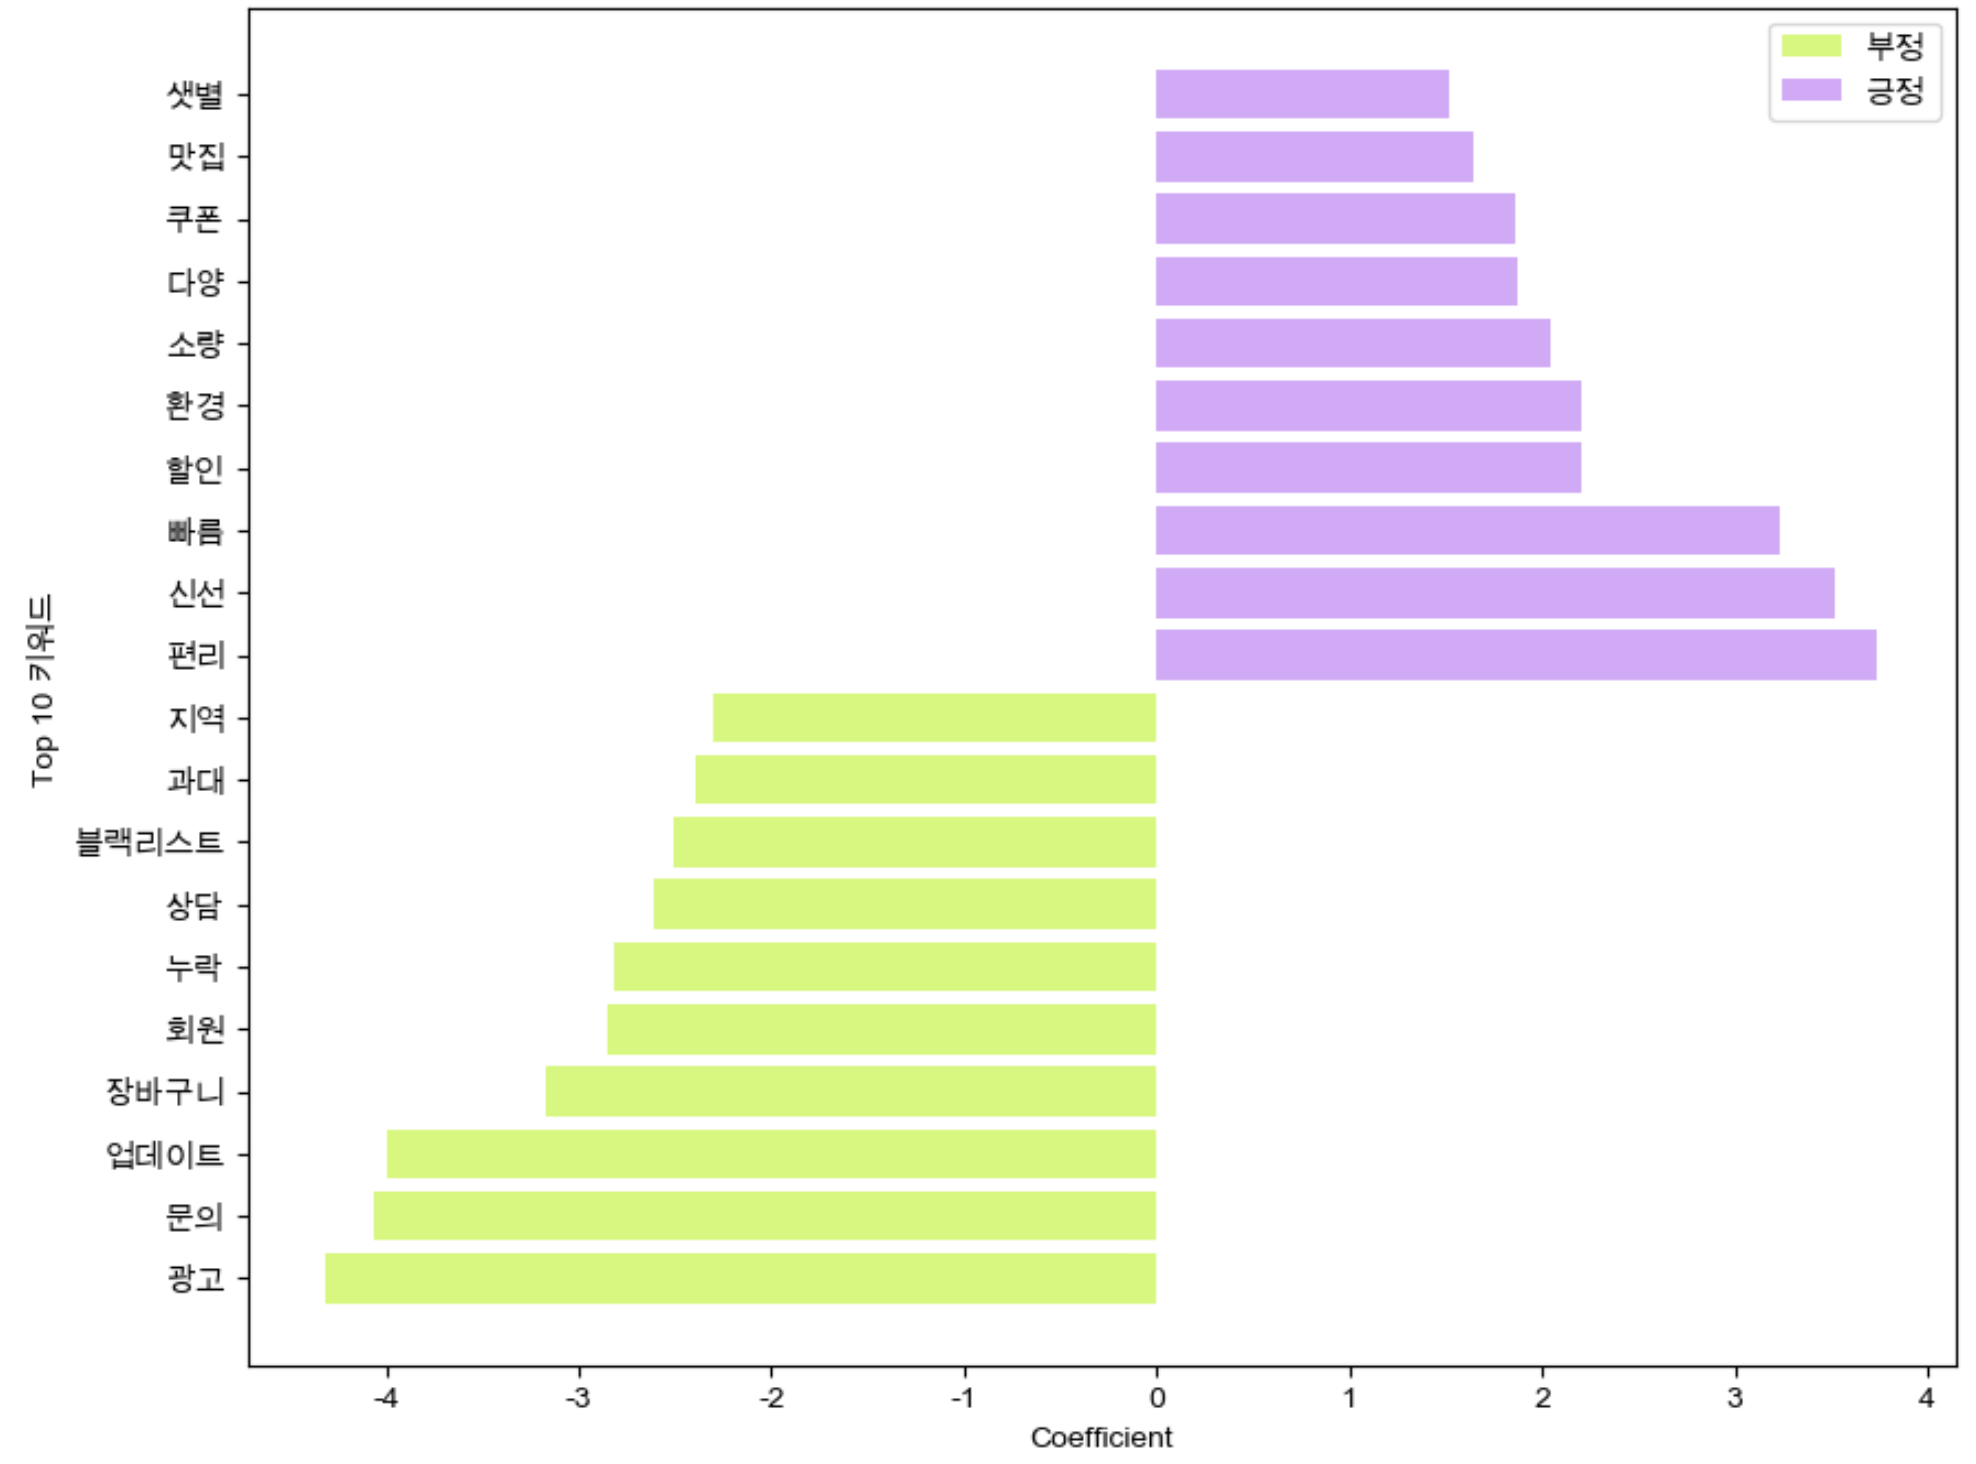 부정
긍정
샛별
맛집
쿠폰
다양
소량
환경
할인
빠름
신선
편리
지역
과대
블랙리스트
상담
누락
회원
장바구니
업데이트
문의
광고
Top 10 키워드
-4 -3 -2 -1 0 1 2 3 4
Coefficient